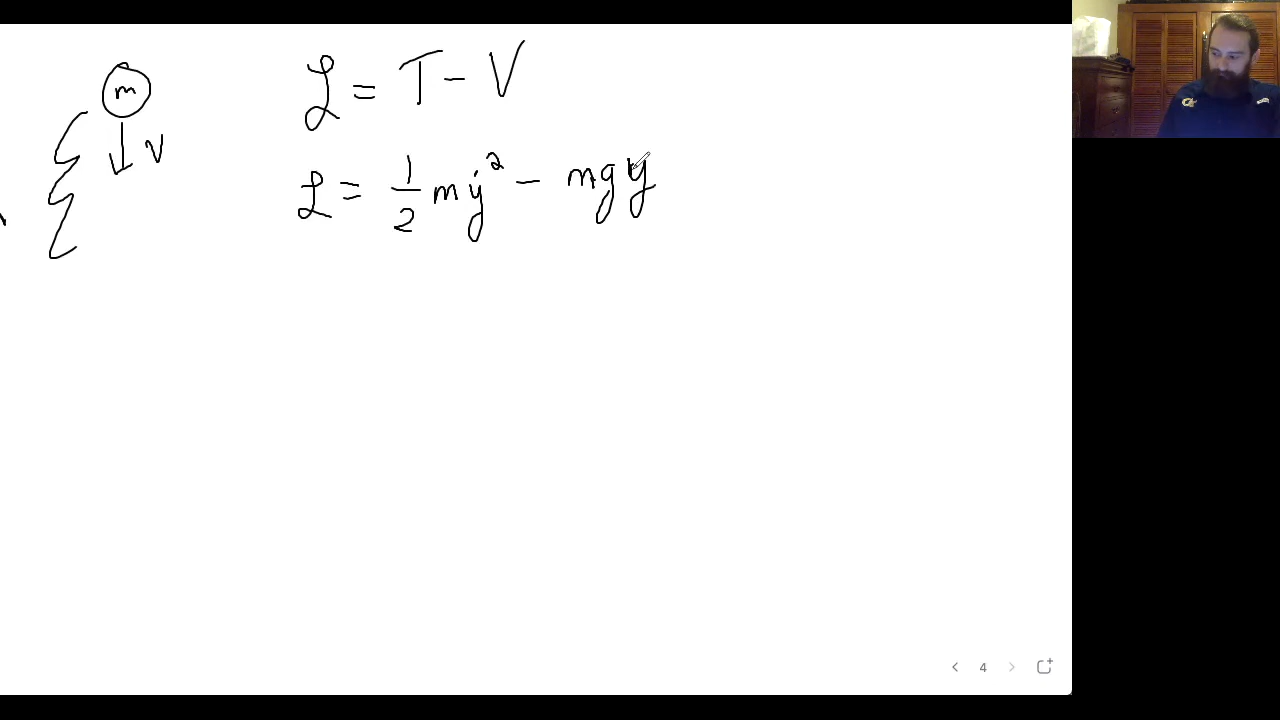 m
V
ℒ = T − V
ℒ = 1/2 mẏ² − mgy
4